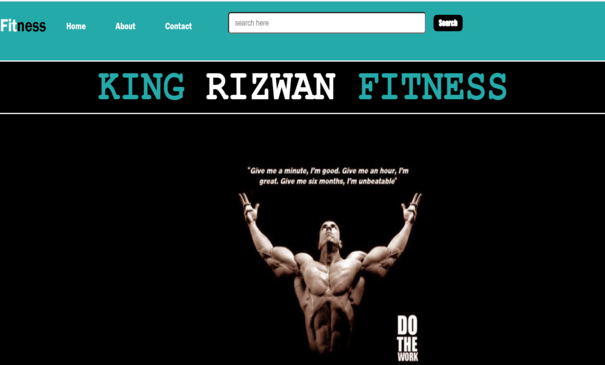 Fitness Home About Contact search here Search
KING RIZWAN FITNESS
"Give me a minute, I'm good. Give me an hour, I'm
great. Give me six months, I'm unbeatable"
DO
THE
WORK